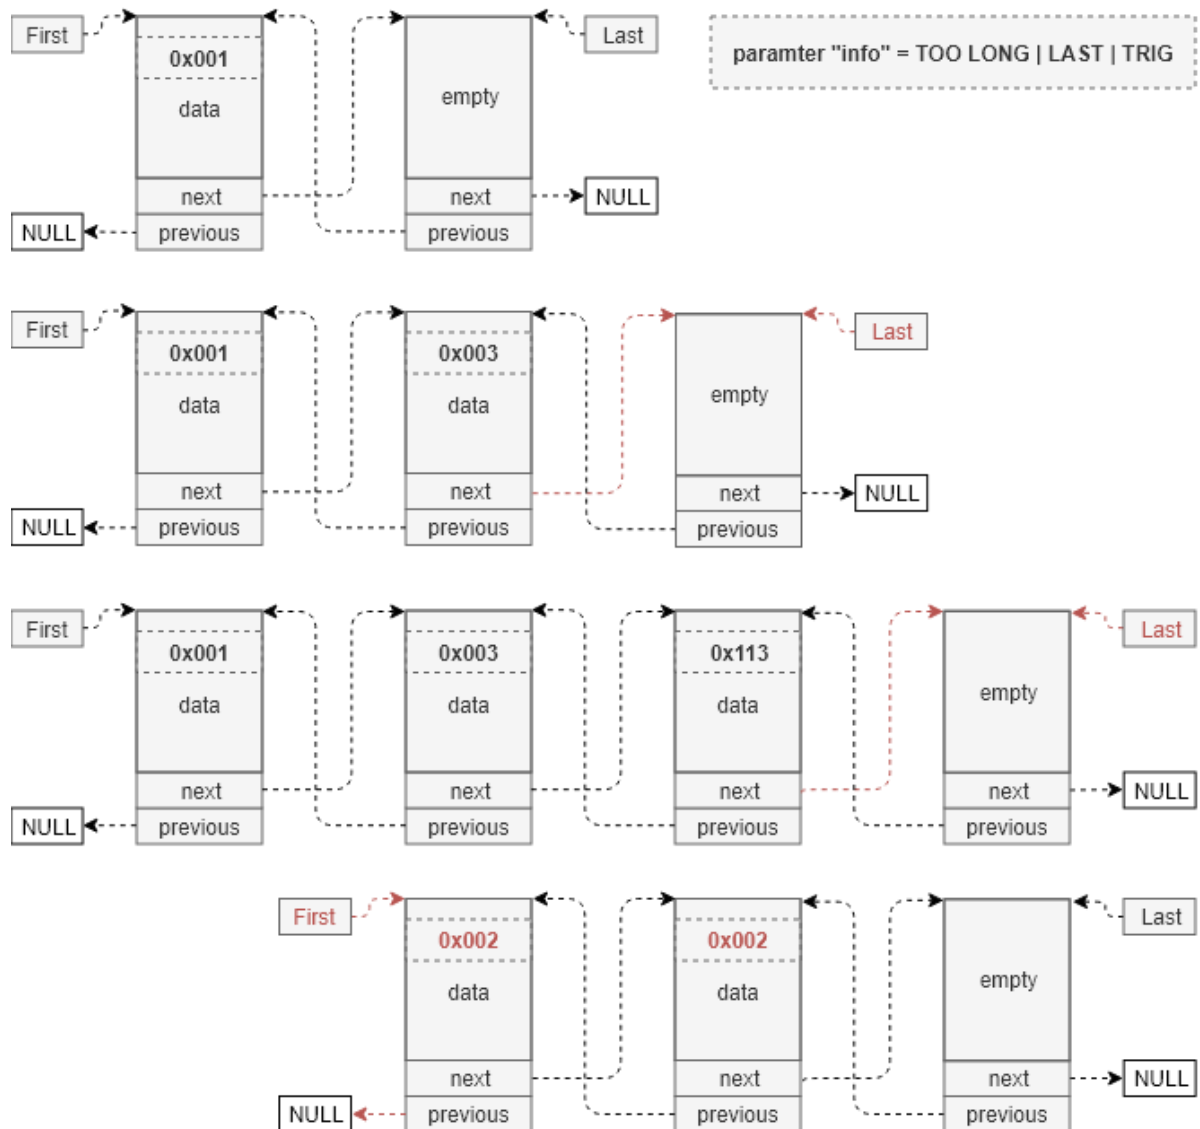 First
Last
paramter "info" = TOO LONG | LAST | TRIG
0x001
data
empty
next
next
NULL
NULL
previous
previous
First
Last
0x001
0x003
data
data
empty
next
next
next
NULL
NULL
previous
previous
previous
First
Last
0x001
0x003
0x113
data
data
data
empty
next
next
next
next
NULL
NULL
previous
previous
previous
previous
First
Last
0x002
0x002
data
data
empty
next
next
next
NULL
NULL
previous
previous
previous